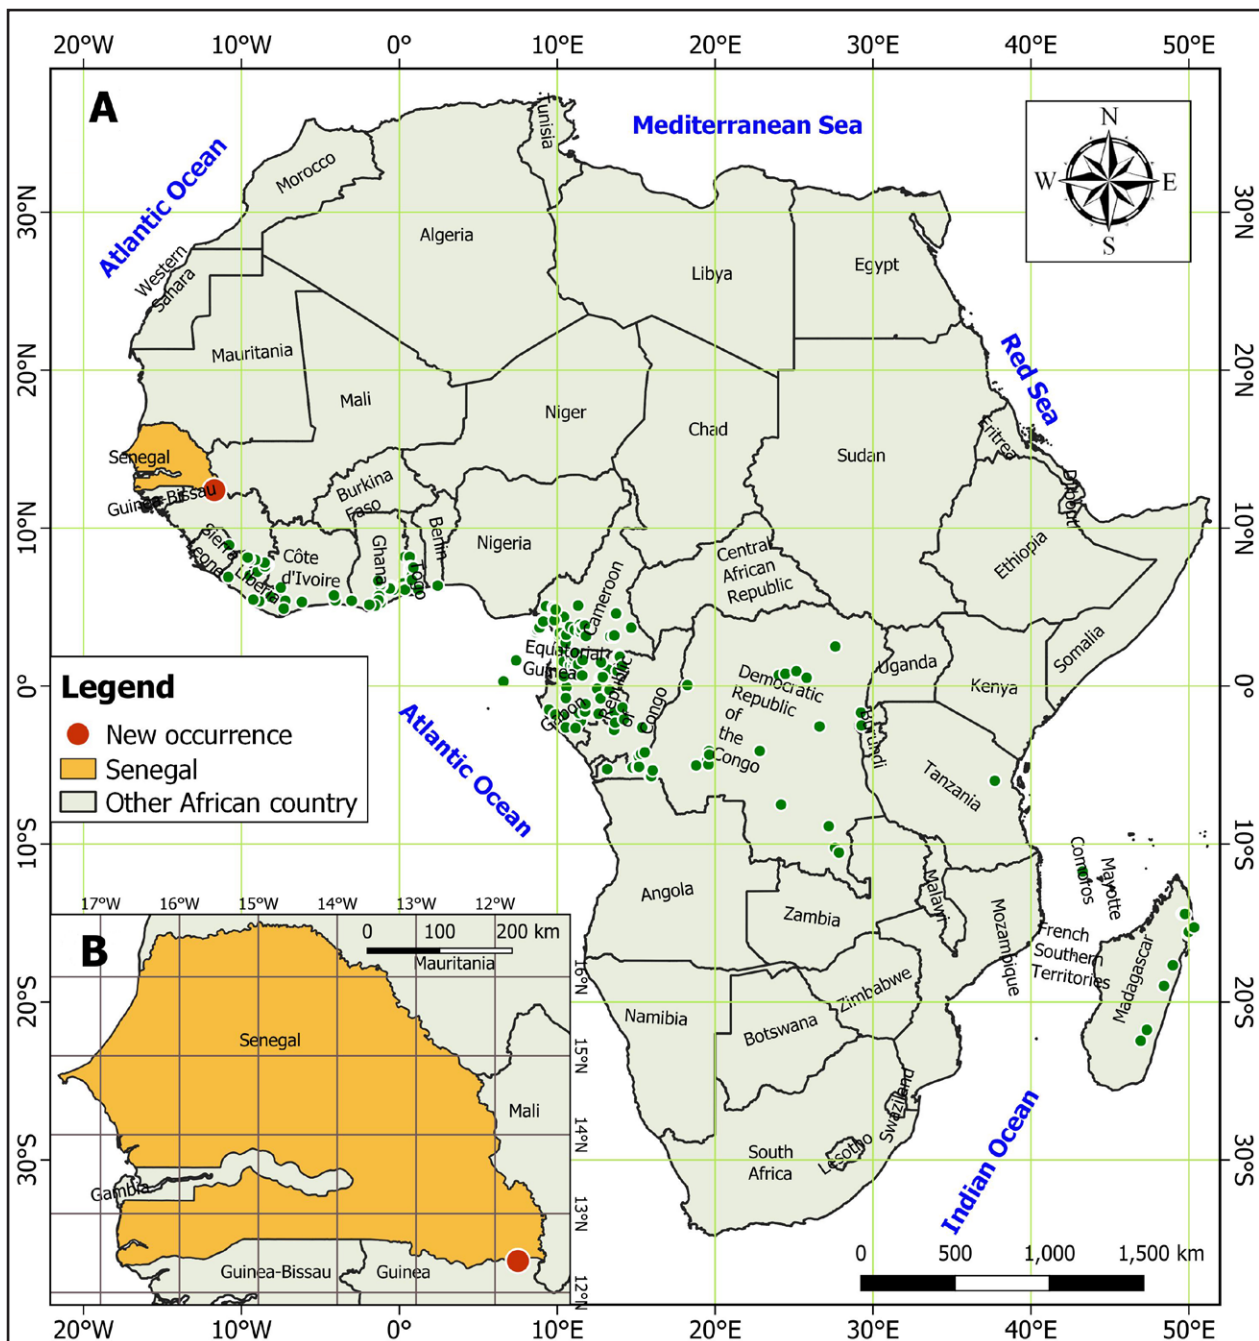 20°W 10°W 0° 10°E 20°E 30°E 40°E 50°E
A
Mediterranean Sea
Atlantic Ocean
N
W E
S
30°N 30°N
Tunisia
Morocco
Algeria
Libya
Egypt
Western
Sahara
Red Sea
20°N 20°N
Mauritania
Mali
Niger
Chad
Sudan
Eritrea
Senegal
Guinea-Bissau
Burkina
Faso
Djibouti
10°N 10°N
Sierra
Leone
Liberia
Côte
d'Ivoire
Ghana
Togo
Benin
Nigeria
Cameroon
Central
African
Republic
Ethiopia
Somalia
Equatorial
Guinea
Gabon
Republic
of
Congo
Democratic
Republic
of
the
Congo
Uganda
Kenya
Burundi
Tanzania
0° 0°
Legend
New occurrence
Senegal
Other African country
Atlantic Ocean
10°S 10°S
Angola
Zambia
Malawi
Mozambique
Comoros
Mayotte
French
Southern
Territories
Madagascar
20°S 20°S
Namibia
Botswana
Zimbabwe
Swaziland
Lesotho
South
Africa
Indian Ocean
30°S 30°S
0 500 1,000 1,500 km
17°W 16°W 15°W 14°W 13°W 12°W
B
0 100 200 km
Mauritania
16°N
Senegal
15°N
Mali
14°N
Gambia
13°N
Guinea-Bissau
Guinea
12°N
20°W 10°W 0° 10°E 20°E 30°E 40°E 50°E